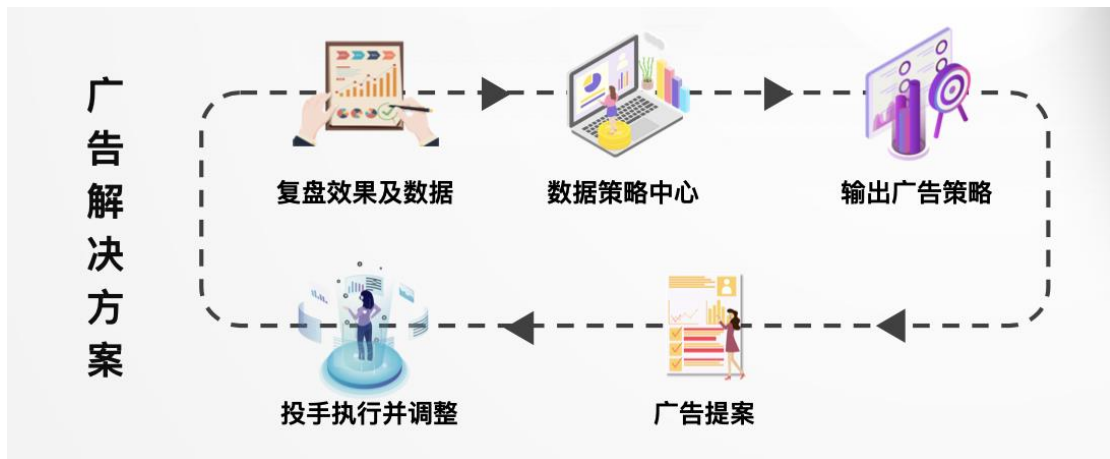 广告解决方案
复盘效果及数据
数据策略中心
输出广告策略
投手执行并调整
广告提案